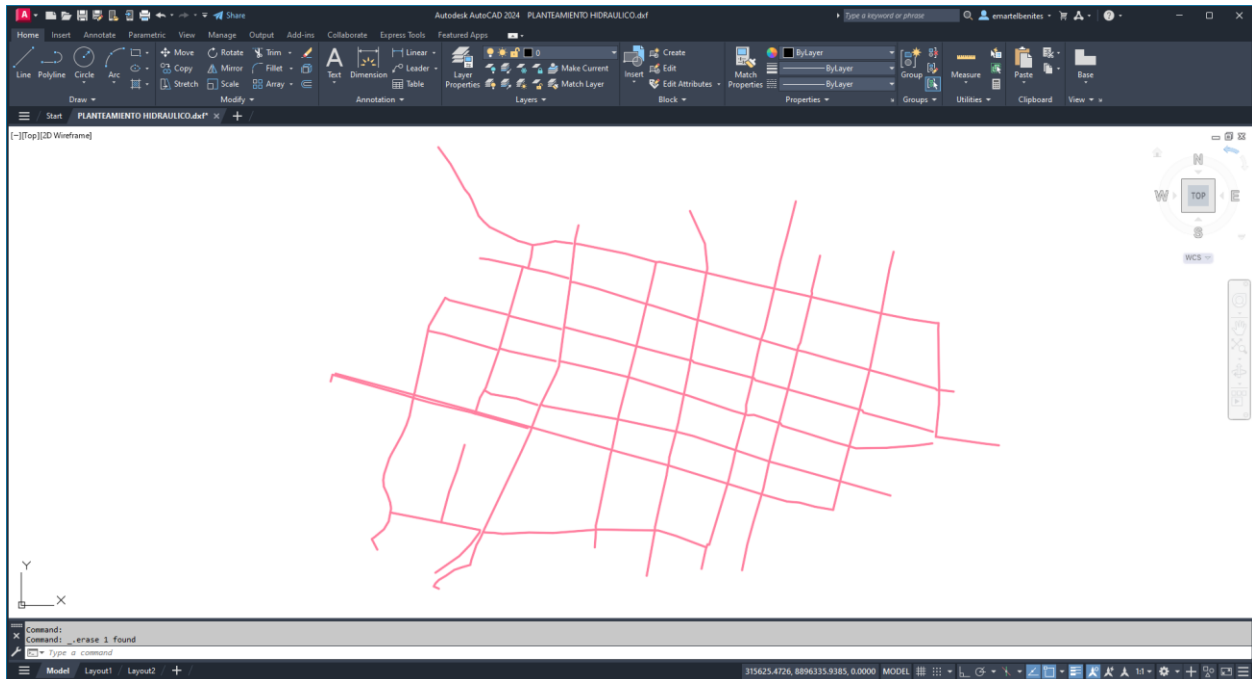 Share
Autodesk AutoCAD 2024 PLANTEAMIENTO HIDRAULICO.dxf
Type a keyword or phrase
emartelbenites
Home Insert Annotate Parametric View Manage Output Add-ins Collaborate Express Tools Featured Apps
Line Polyline Circle Arc
Move Rotate Trim
Copy Mirror Fillet
Stretch Scale Array
Text Dimension
Linear
Leader
Table
Layer Properties
0
Make Current
Match Layer
Insert
Create
Edit
Edit Attributes
Match Properties
ByLayer
ByLayer
ByLayer
Group
Measure
Paste
Base
Draw Modify Annotation Layers Block Properties Groups Utilities Clipboard View
Start PLANTEAMIENTO HIDRAULICO.dxf*
[−][Top][2D Wireframe]
N
W TOP E
S
WCS
Y
X
Command:
Command: _.erase 1 found
Type a command
Model Layout1 Layout2 315625.4726, 8896335.9385, 0.0000 MODEL 1:1